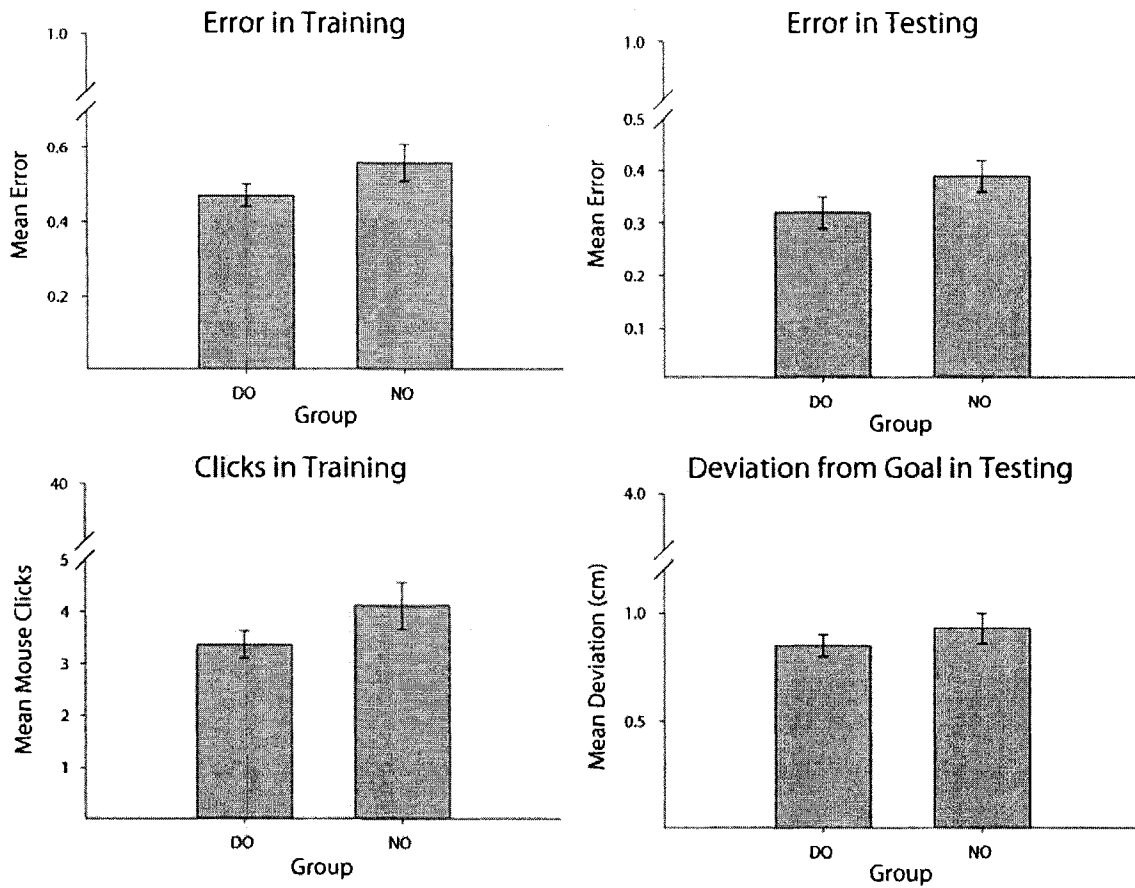 Error in Training
1.0
0.6
0.4
0.2
Mean Error
DO
NO
Group
Error in Testing
1.0
0.5
0.4
0.3
0.2
0.1
Mean Error
DO
NO
Group
Clicks in Training
40
5
4
3
2
1
Mean Mouse Clicks
DO
NO
Group
Deviation from Goal in Testing
4.0
1.0
0.5
Mean Deviation (cm)
DO
NO
Group